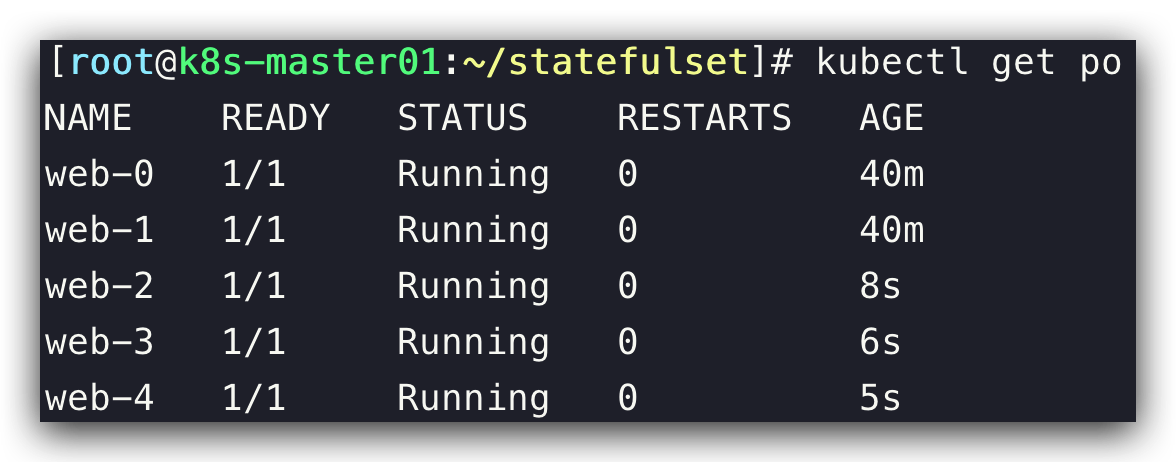 [root@k8s-master01:~/statefulset]# kubectl get po
NAME    READY   STATUS    RESTARTS   AGE
web-0   1/1     Running   0          40m
web-1   1/1     Running   0          40m
web-2   1/1     Running   0          8s
web-3   1/1     Running   0          6s
web-4   1/1     Running   0          5s